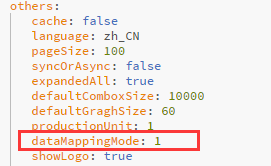 others:
cache: false
language: zh_CN
pageSize: 100
syncOrAsync: false
expandedAll: true
defaultComboxSize: 10000
defaultGraghSize: 60
productionUnit: 1
dataMappingMode: 1
showLogo: true